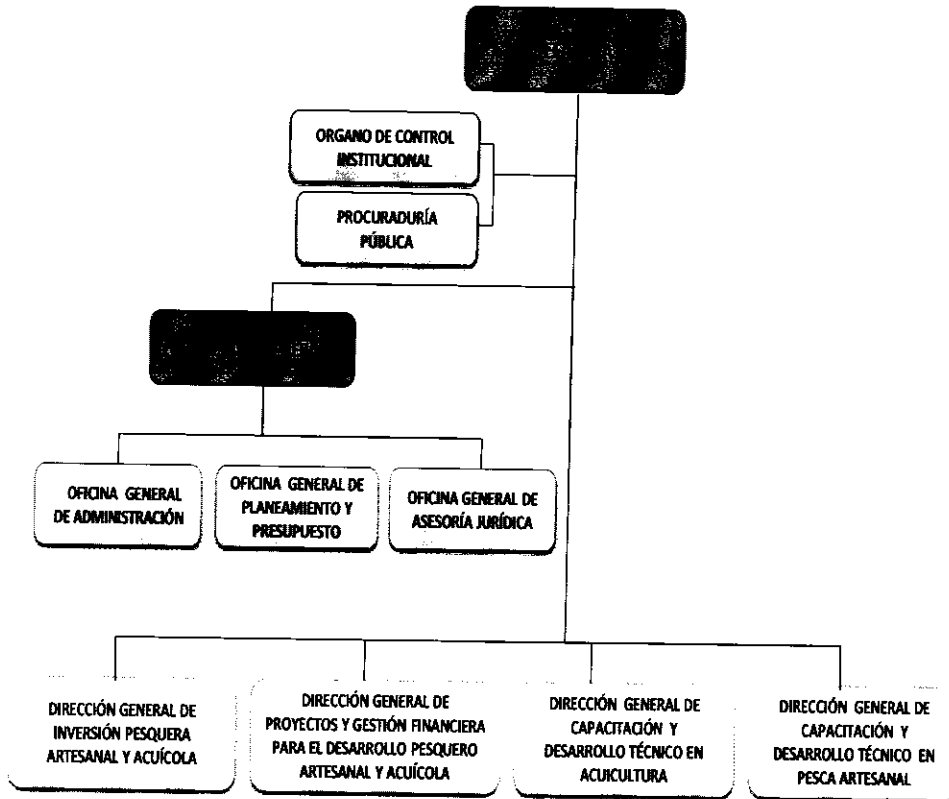 ORGANO DE CONTROL
INSTITUCIONAL
PROCURADURÍA
PÚBLICA
OFICINA GENERAL
DE ADMINISTRACIÓN
OFICINA GENERAL DE
PLANEAMIENTO Y
PRESUPUESTO
OFICINA GENERAL DE
ASESORÍA JURÍDICA
DIRECCIÓN GENERAL DE
INVERSIÓN PESQUERA
ARTESANAL Y ACUÍCOLA
DIRECCIÓN GENERAL DE
PROYECTOS Y GESTIÓN FINANCIERA
PARA EL DESARROLLO PESQUERO
ARTESANAL Y ACUÍCOLA
DIRECCIÓN GENERAL DE
CAPACITACIÓN Y
DESARROLLO TÉCNICO EN
ACUICULTURA
DIRECCIÓN GENERAL DE
CAPACITACIÓN Y
DESARROLLO TÉCNICO EN
PESCA ARTESANAL